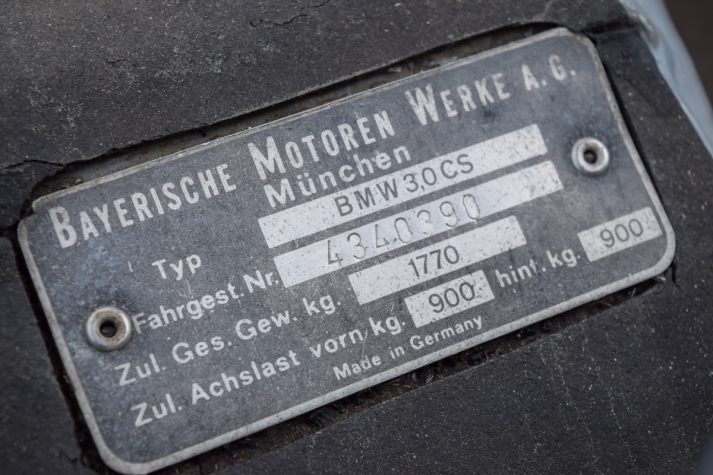 BAYERISCHE MOTOREN WERKE A.G.
München
Typ BMW 3,0 CS
Fahrgest. Nr. 4340390
Zul. Ges. Gew. kg. 1770
Zul. Achslast vorn kg. 900 hint. kg. 900
Made in Germany